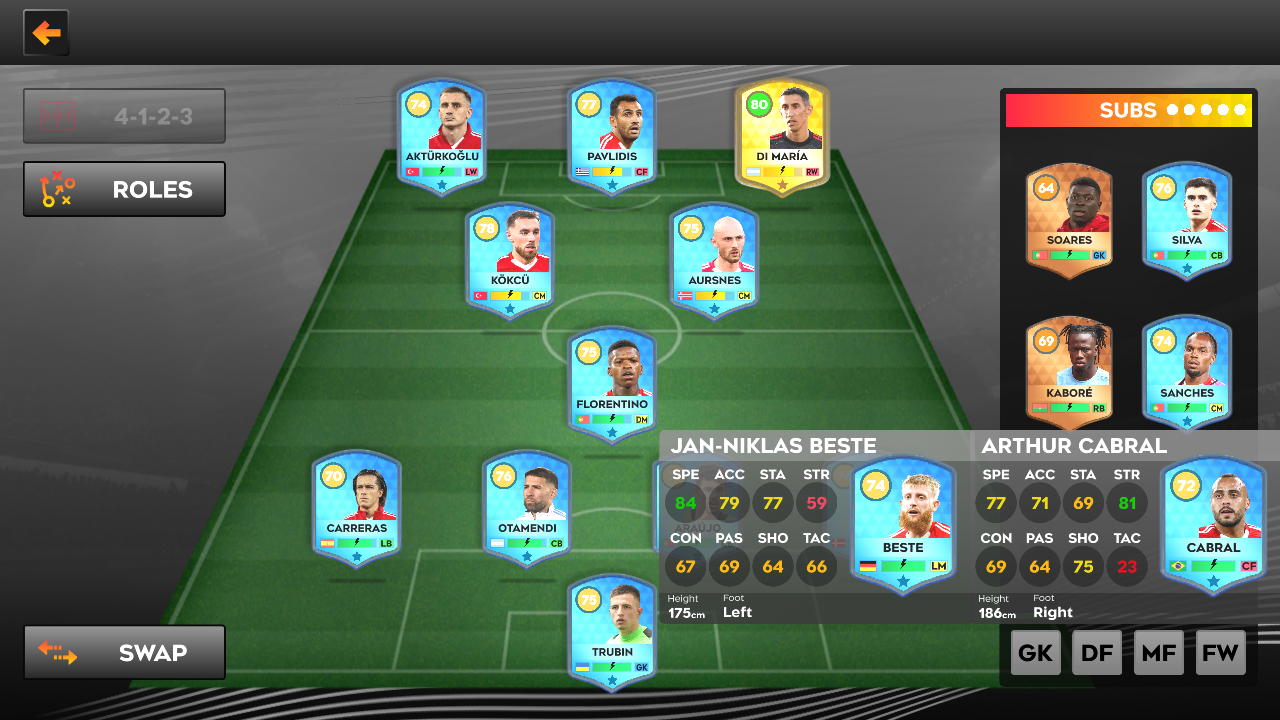 4-1-2-3
ROLES
74
AKTÜRKOĞLU
LW
77
PAVLIDIS
CF
80
DI MARÍA
RW
78
KÖKCÜ
CM
75
AURSNES
CM
75
FLORENTINO
DM
70
CARRERAS
LB
76
OTAMENDI
CB
ARAÚJO
75
TRUBIN
GK
SWAP
SUBS
64
SOARES
GK
76
SILVA
CB
69
KABORÉ
RB
74
SANCHES
CM
JAN-NIKLAS BESTE
SPE ACC STA STR
84 79 77 59
CON PAS SHO TAC
67 69 64 66
Height Foot
175cm Left
74
BESTE
LM
ARTHUR CABRAL
SPE ACC STA STR
77 71 69 81
CON PAS SHO TAC
69 64 75 23
Height Foot
186cm Right
72
CABRAL
CF
GK DF MF FW